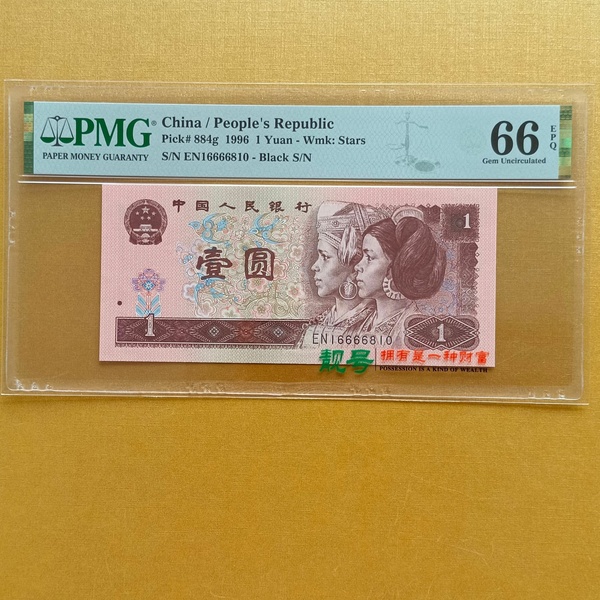 PMG
PAPER MONEY GUARANTY
China / People's Republic
Pick# 884g 1996 1 Yuan - Wmk: Stars
S/N EN16666810 - Black S/N
66
EPQ
Gem Uncirculated
中国人民银行
1
壹圆
1
EN16666810
1
靓号
拥有是一种财富
POSSESSION IS A KIND OF WEALTH